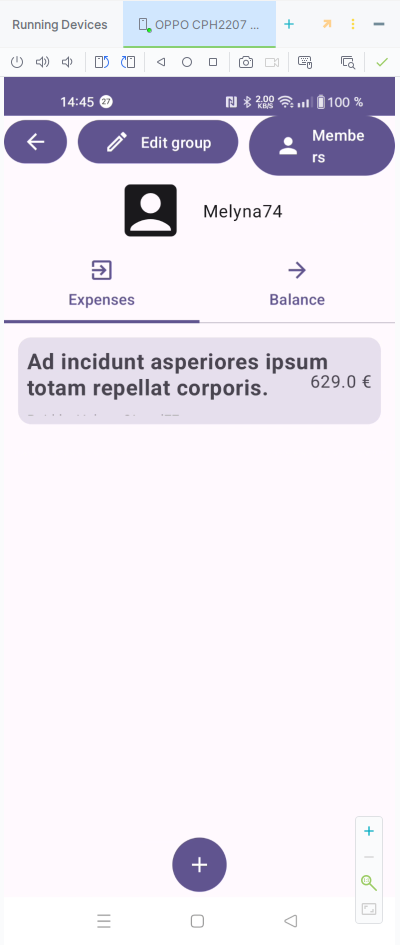 Running Devices
OPPO CPH2207 ...
14:45 27
2.00 KB/S
100 %
Edit group
Membe
rs
Melyna74
Expenses
Balance
Ad incidunt asperiores ipsum
totam repellat corporis.
629.0 €